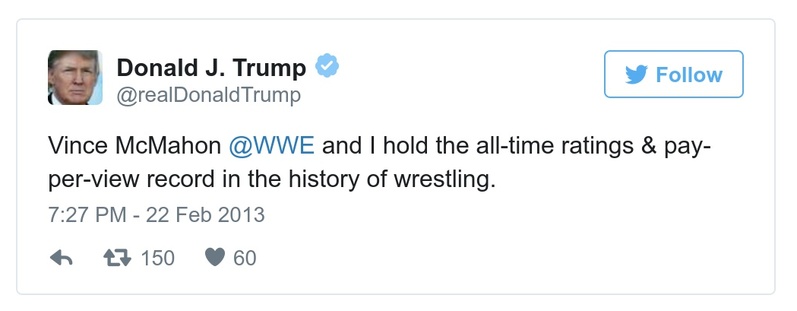 Donald J. Trump
@realDonaldTrump
Follow
Vince McMahon @WWE and I hold the all-time ratings & pay-
per-view record in the history of wrestling.
7:27 PM - 22 Feb 2013
150 60